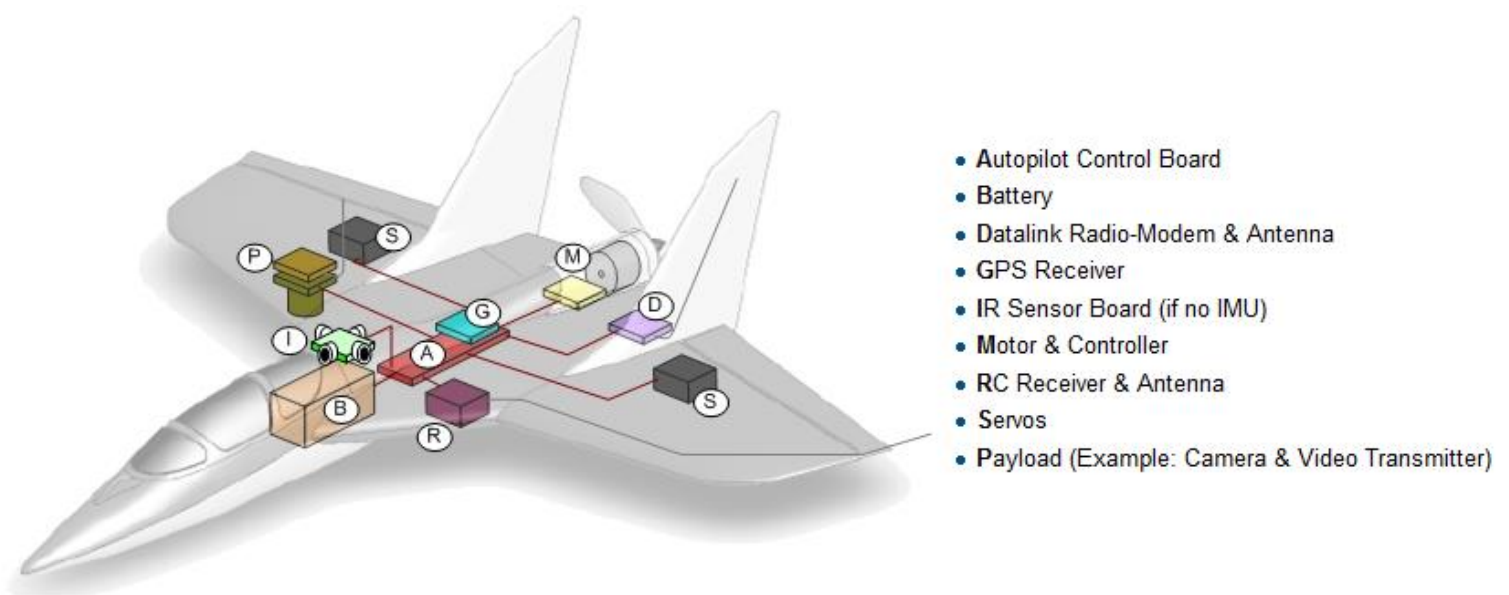 S
P
M
G
D
I
A
S
B
R
• Autopilot Control Board
• Battery
• Datalink Radio-Modem & Antenna
• GPS Receiver
• IR Sensor Board (if no IMU)
• Motor & Controller
• RC Receiver & Antenna
• Servos
• Payload (Example: Camera & Video Transmitter)